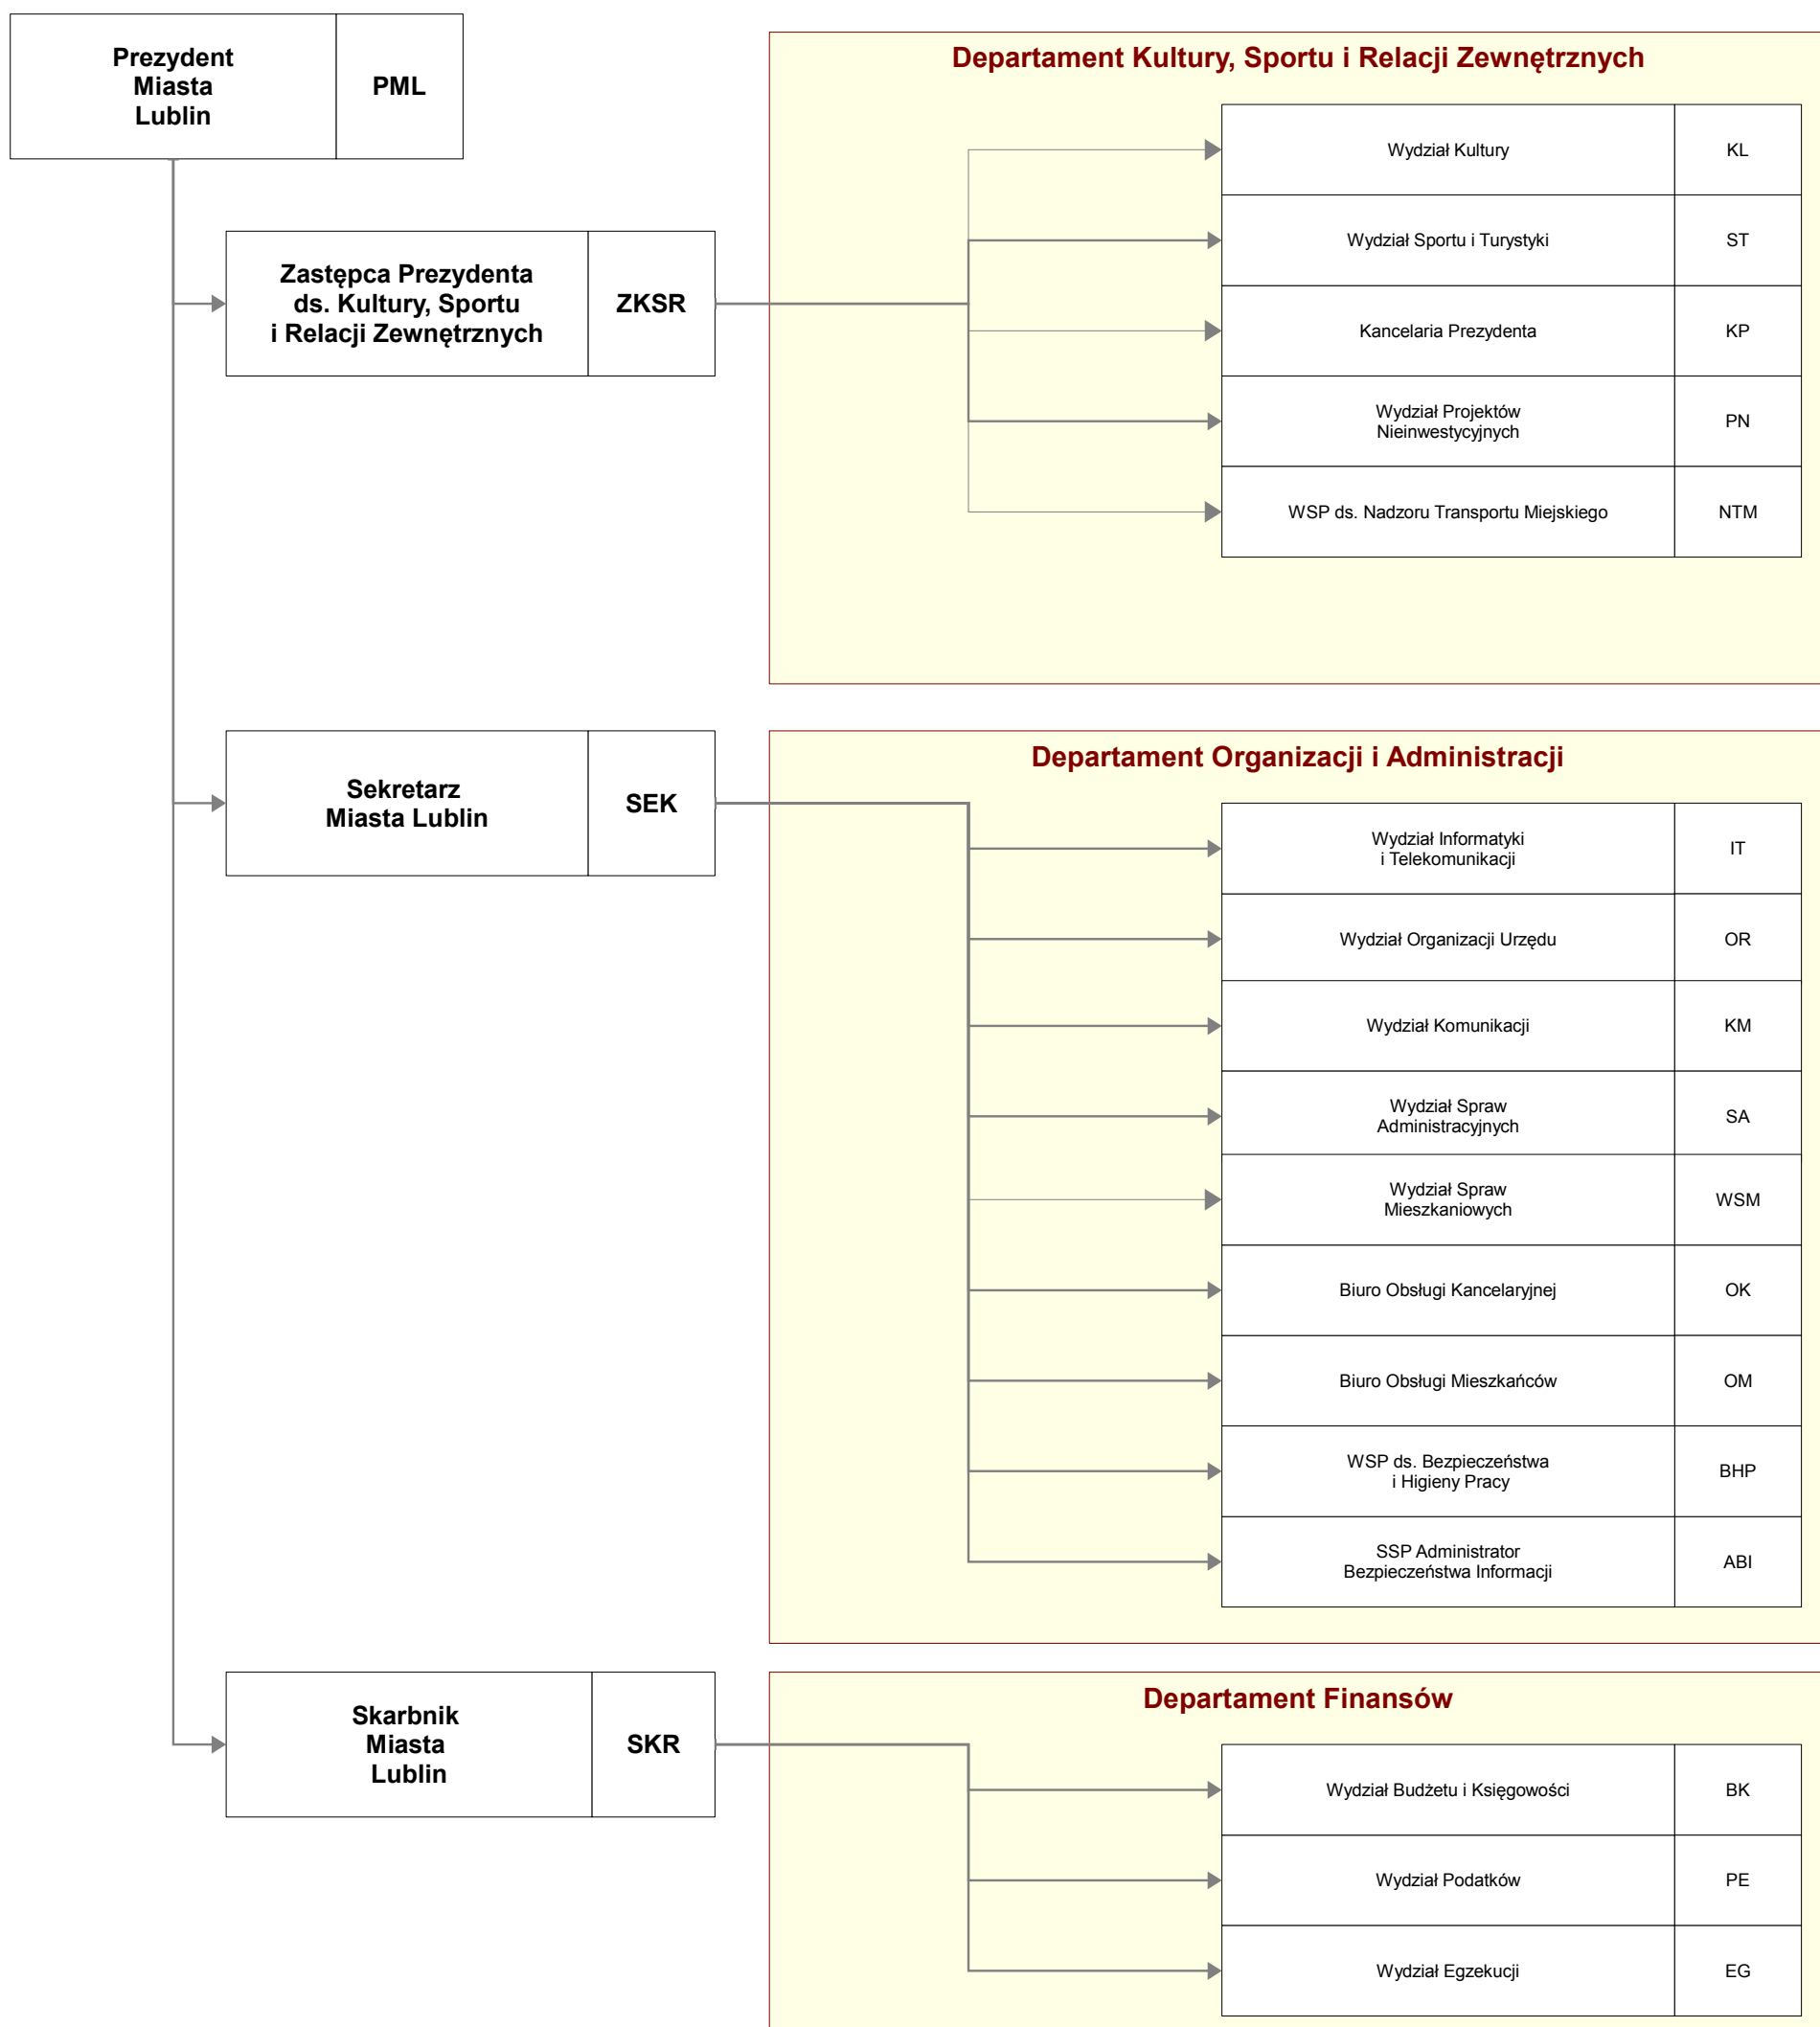 Prezydent
Miasta
Lublin
PML
Departament Kultury, Sportu i Relacji Zewnętrznych
Zastępca Prezydenta
ds. Kultury, Sportu
i Relacji Zewnętrznych
ZKSR
Wydział Kultury
KL
Wydział Sportu i Turystyki
ST
Kancelaria Prezydenta
KP
Wydział Projektów
Nieinwestycyjnych
PN
WSP ds. Nadzoru Transportu Miejskiego
NTM
Departament Organizacji i Administracji
Sekretarz
Miasta Lublin
SEK
Wydział Informatyki
i Telekomunikacji
IT
Wydział Organizacji Urzędu
OR
Wydział Komunikacji
KM
Wydział Spraw
Administracyjnych
SA
Wydział Spraw
Mieszkaniowych
WSM
Biuro Obsługi Kancelaryjnej
OK
Biuro Obsługi Mieszkańców
OM
WSP ds. Bezpieczeństwa
i Higieny Pracy
BHP
SSP Administrator
Bezpieczeństwa Informacji
ABI
Departament Finansów
Skarbnik
Miasta
Lublin
SKR
Wydział Budżetu i Księgowości
BK
Wydział Podatków
PE
Wydział Egzekucji
EG